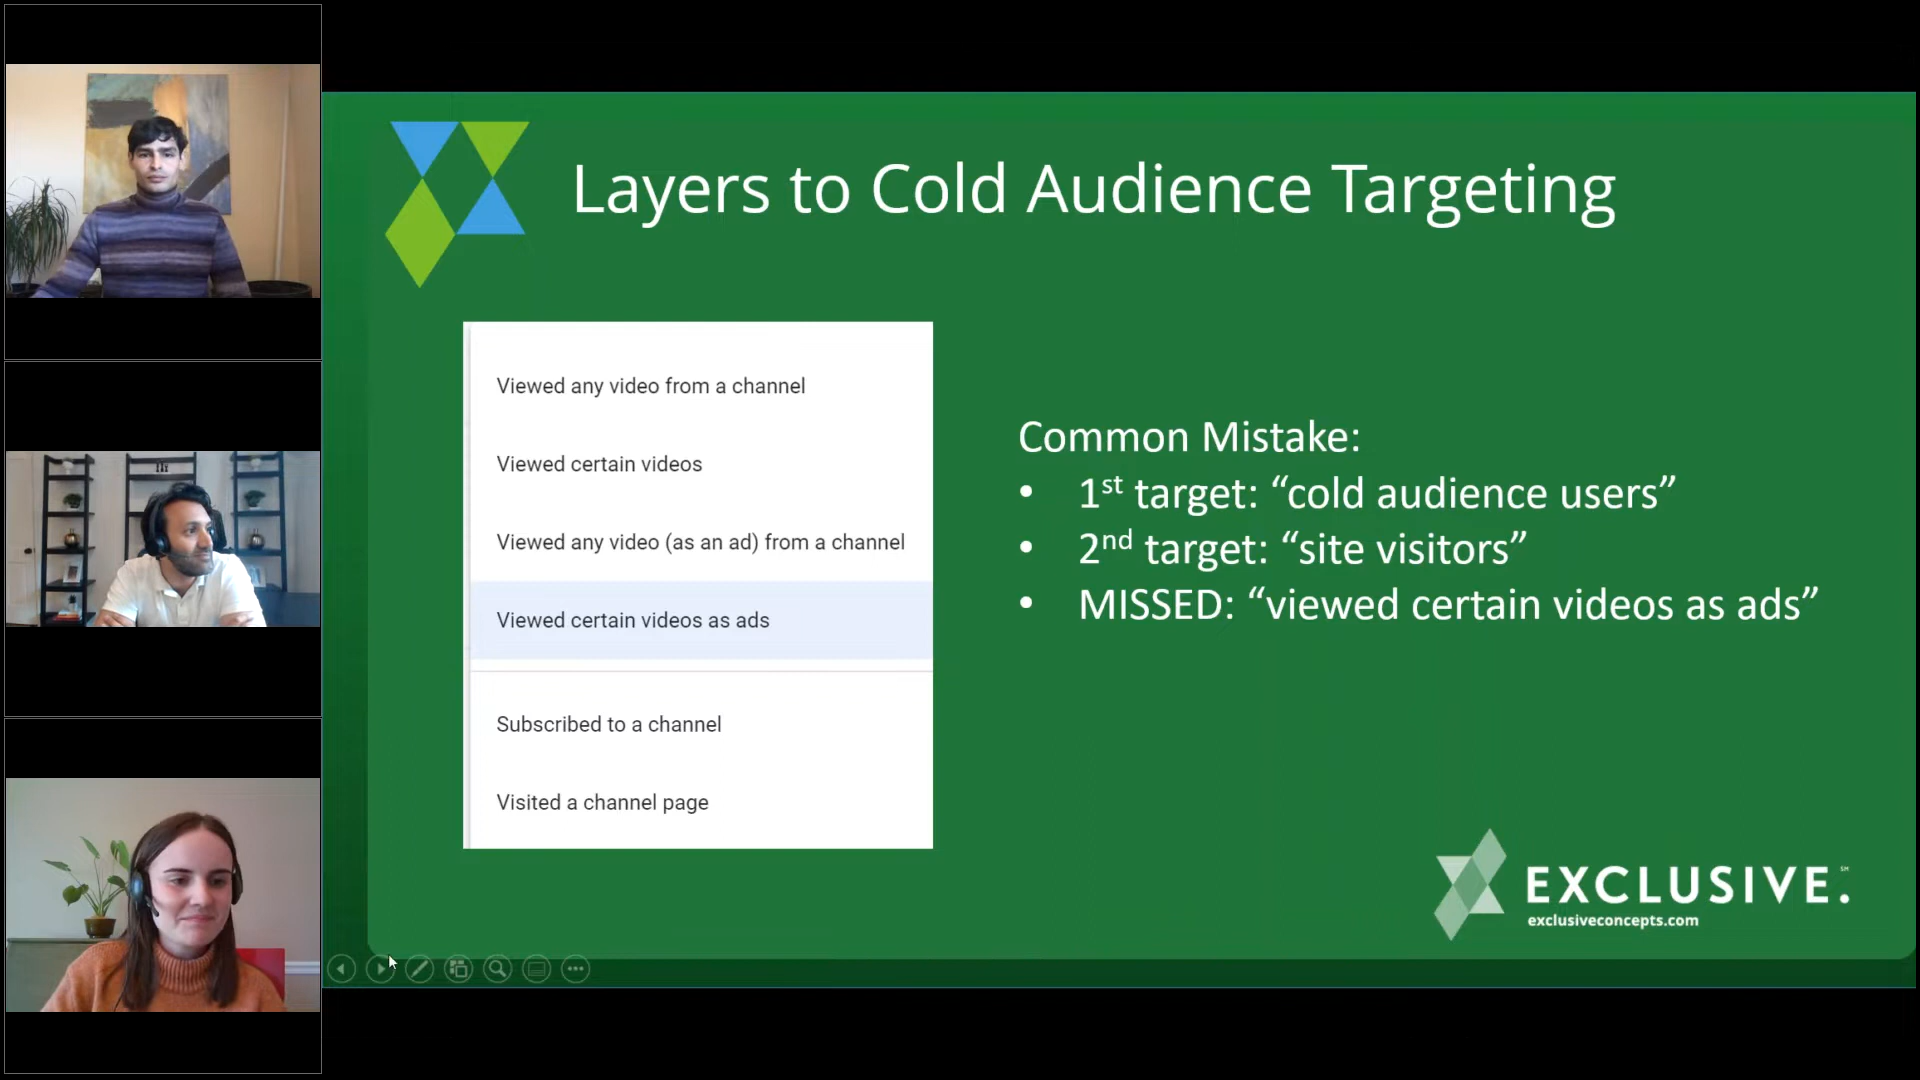 Layers to Cold Audience Targeting
Viewed any video from a channel
Viewed certain videos
Viewed any video (as an ad) from a channel
Viewed certain videos as ads
Subscribed to a channel
Visited a channel page
Common Mistake:
• 1st target: “cold audience users”
• 2nd target: “site visitors”
• MISSED: “viewed certain videos as ads”
EXCLUSIVE.℠
exclusiveconcepts.com